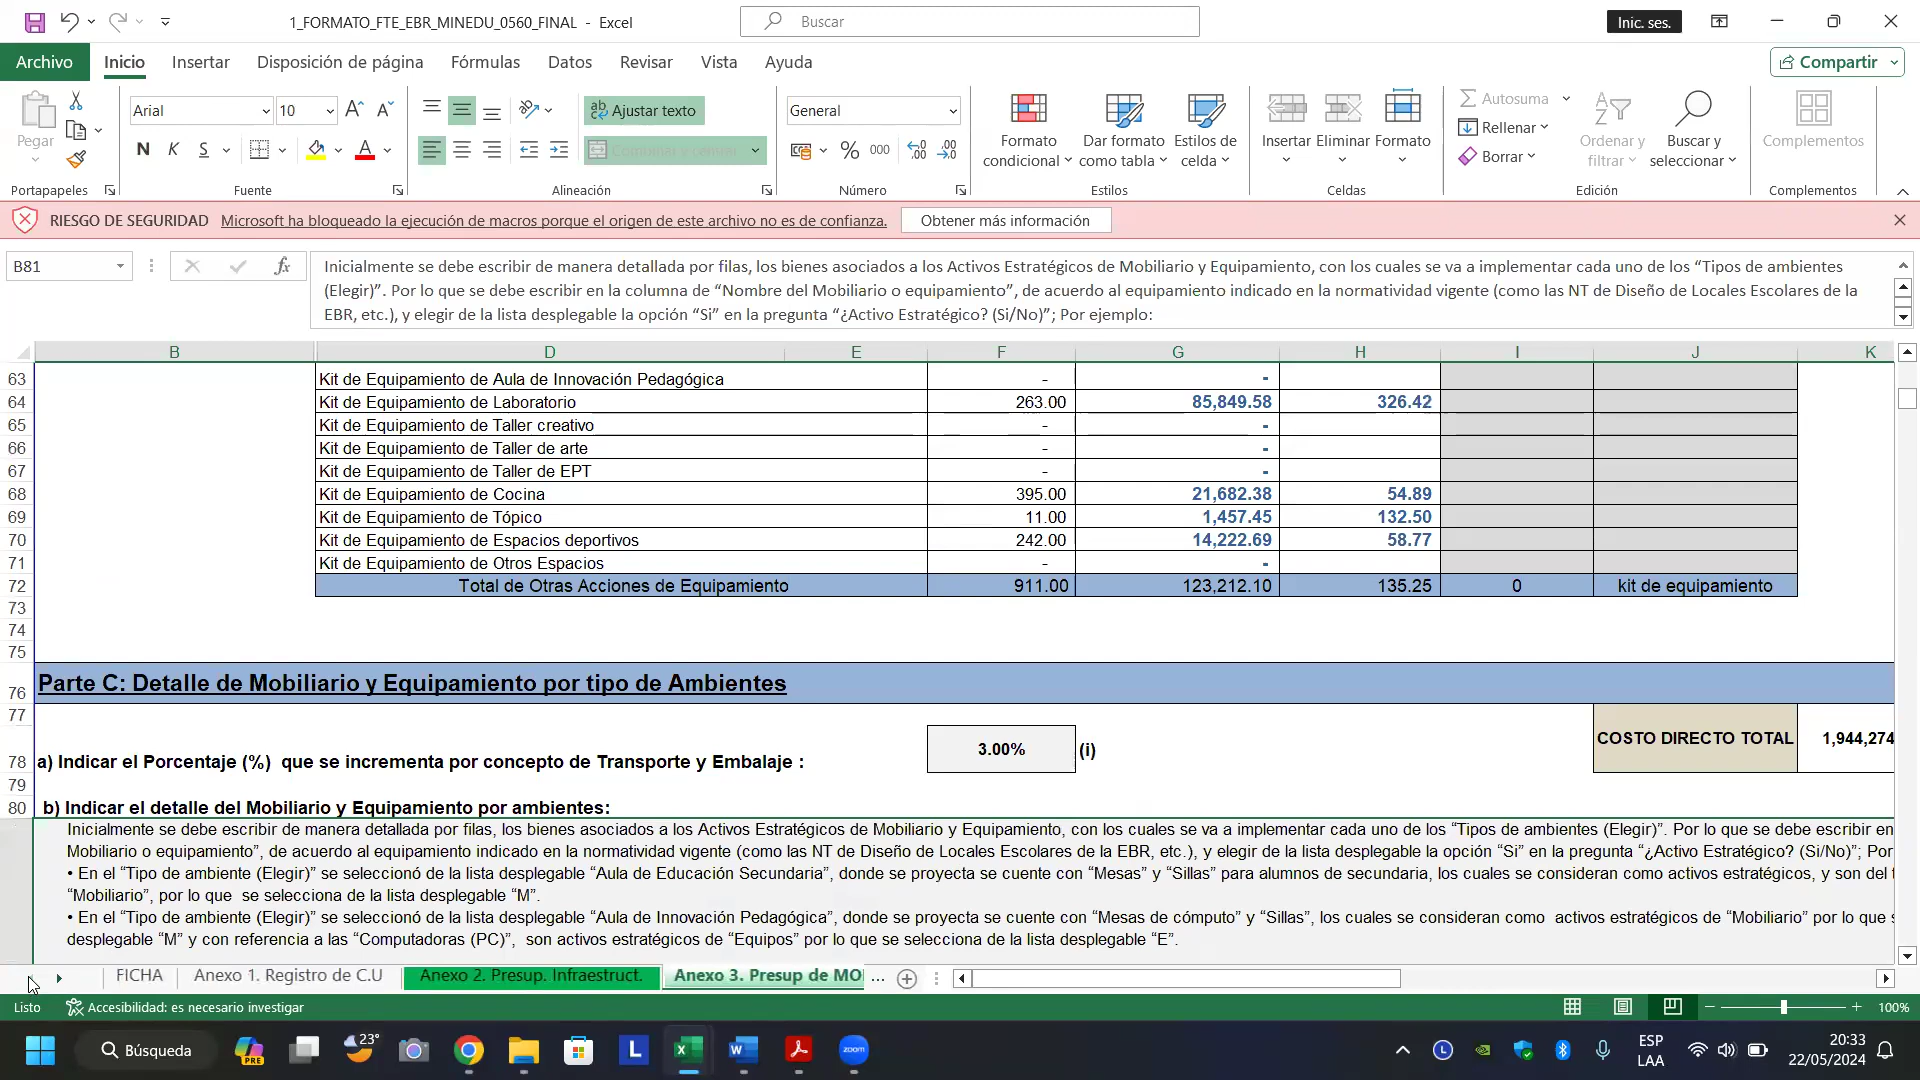 1_FORMATO_FTE_EBR_MINEDU_0560_FINAL - Excel
Buscar
Inic. ses.
Archivo Inicio Insertar Disposición de página Fórmulas Datos Revisar Vista Ayuda
Compartir
Pegar
Arial 10
N K S
Ajustar texto
General
% 000
Formato condicional
Dar formato como tabla
Estilos de celda
Insertar Eliminar Formato
Autosuma
Rellenar
Borrar
Ordenar y filtrar
Buscar y seleccionar
Complementos
Portapapeles Fuente Alineación Número Estilos Celdas Edición Complementos
RIESGO DE SEGURIDAD Microsoft ha bloqueado la ejecución de macros porque el origen de este archivo no es de confianza. Obtener más información
B81
fx
Inicialmente se debe escribir de manera detallada por filas, los bienes asociados a los Activos Estratégicos de Mobiliario y Equipamiento, con los cuales se va a implementar cada uno de los “Tipos de ambientes
(Elegir)”. Por lo que se debe escribir en la columna de “Nombre del Mobiliario o equipamiento”, de acuerdo al equipamiento indicado en la normatividad vigente (como las NT de Diseño de Locales Escolares de la
EBR, etc.), y elegir de la lista desplegable la opción “Si” en la pregunta “¿Activo Estratégico? (Si/No)”; Por ejemplo:
B D E F G H I J K
63 Kit de Equipamiento de Aula de Innovación Pedagógica - -
64 Kit de Equipamiento de Laboratorio 263.00 85,849.58 326.42
65 Kit de Equipamiento de Taller creativo - -
66 Kit de Equipamiento de Taller de arte - -
67 Kit de Equipamiento de Taller de EPT - -
68 Kit de Equipamiento de Cocina 395.00 21,682.38 54.89
69 Kit de Equipamiento de Tópico 11.00 1,457.45 132.50
70 Kit de Equipamiento de Espacios deportivos 242.00 14,222.69 58.77
71 Kit de Equipamiento de Otros Espacios - -
72 Total de Otras Acciones de Equipamiento 911.00 123,212.10 135.25 0 kit de equipamiento
73
74
75
76 Parte C: Detalle de Mobiliario y Equipamiento por tipo de Ambientes
77
78 a) Indicar el Porcentaje (%) que se incrementa por concepto de Transporte y Embalaje : 3.00% (i) COSTO DIRECTO TOTAL 1,944,274
79
80 b) Indicar el detalle del Mobiliario y Equipamiento por ambientes:
Inicialmente se debe escribir de manera detallada por filas, los bienes asociados a los Activos Estratégicos de Mobiliario y Equipamiento, con los cuales se va a implementar cada uno de los “Tipos de ambientes (Elegir)”. Por lo que se debe escribir en
Mobiliario o equipamiento”, de acuerdo al equipamiento indicado en la normatividad vigente (como las NT de Diseño de Locales Escolares de la EBR, etc.), y elegir de la lista desplegable la opción “Si” en la pregunta “¿Activo Estratégico? (Si/No)”; Por
• En el “Tipo de ambiente (Elegir)” se seleccionó de la lista desplegable “Aula de Educación Secundaria”, donde se proyecta se cuente con “Mesas” y “Sillas” para alumnos de secundaria, los cuales se consideran como activos estratégicos, y son del t
“Mobiliario”, por lo que se selecciona de la lista desplegable “M”.
• En el “Tipo de ambiente (Elegir)” se seleccionó de la lista desplegable “Aula de Innovación Pedagógica”, donde se proyecta se cuente con “Mesas de cómputo” y “Sillas”, los cuales se consideran como activos estratégicos de “Mobiliario” por lo que s
desplegable “M” y con referencia a las “Computadoras (PC)”, son activos estratégicos de “Equipos” por lo que se selecciona de la lista desplegable “E”.
FICHA Anexo 1. Registro de C.U Anexo 2. Presup. Infraestruct. Anexo 3. Presup de MO ...
Listo Accesibilidad: es necesario investigar 100%
Búsqueda
PRE
23°
L
zoom
ESP
LAA
20:33
22/05/2024